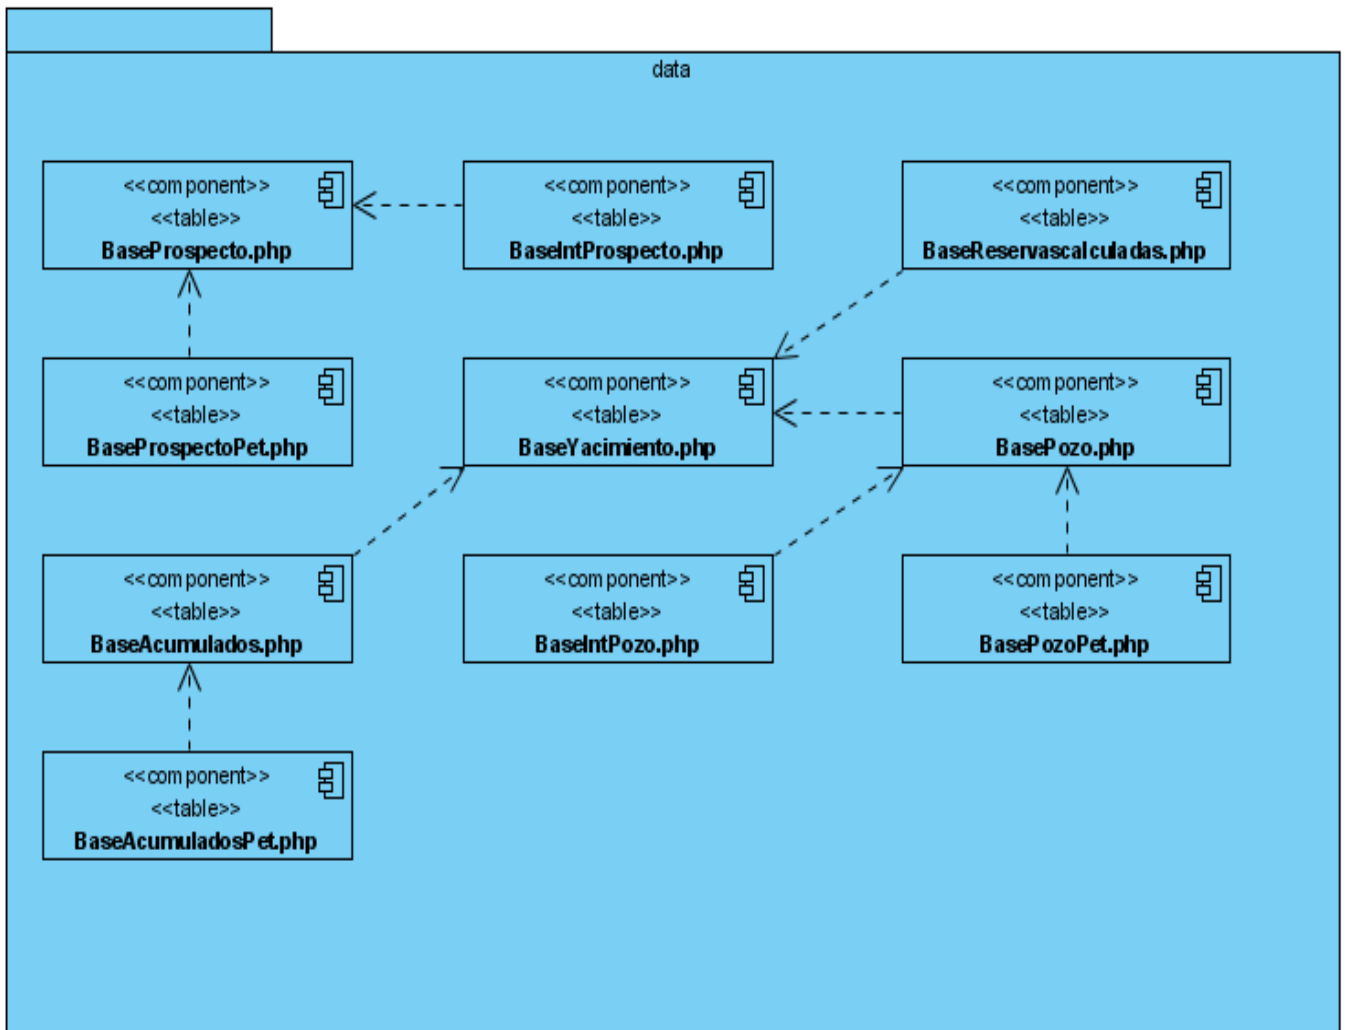 data
<<component>>
<<table>>
BaseProspecto.php
<<component>>
<<table>>
BaseIntProspecto.php
<<component>>
<<table>>
BaseReservascalculadas.php
<<component>>
<<table>>
BaseProspectoPet.php
<<component>>
<<table>>
BaseYacimiento.php
<<component>>
<<table>>
BasePozo.php
<<component>>
<<table>>
BaseAcumulados.php
<<component>>
<<table>>
BaseIntPozo.php
<<component>>
<<table>>
BasePozoPet.php
<<component>>
<<table>>
BaseAcumuladosPet.php